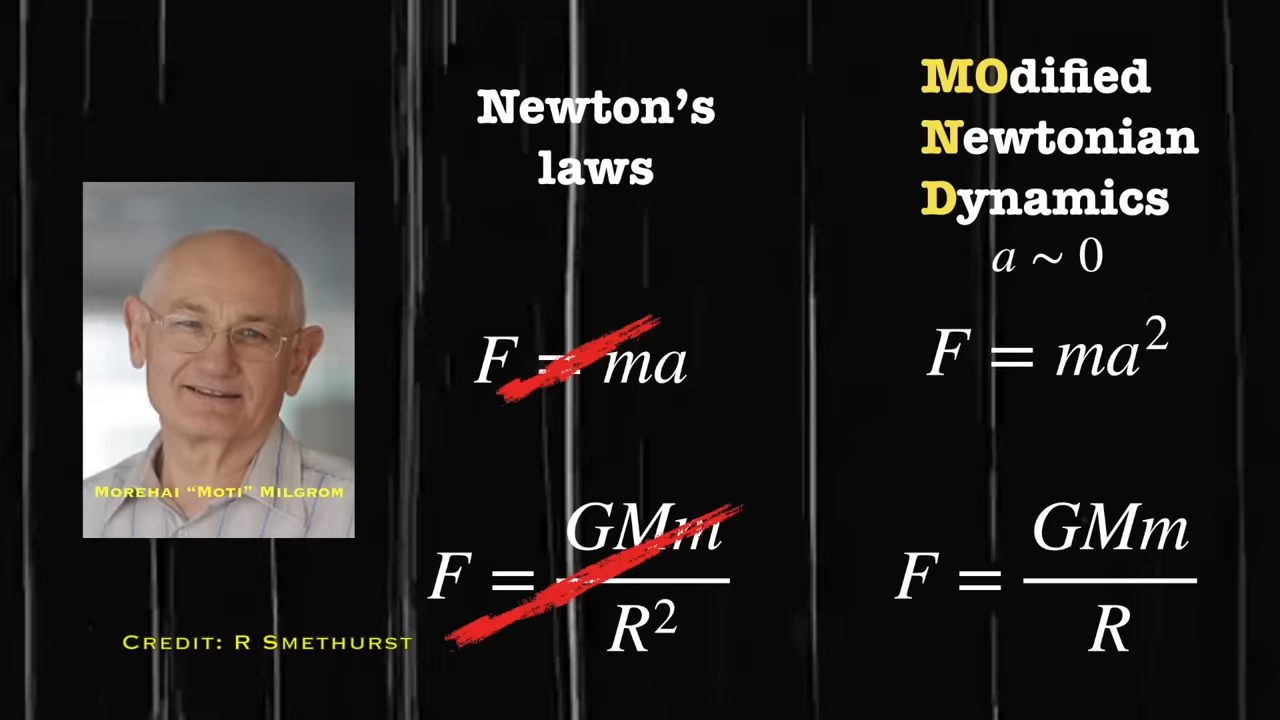 Newton's
laws
MOdified
Newtonian
Dynamics
a ~ 0
F = ma
F = ma²
Morehai “Moti” Milgrom
F = GMm / R²
F = GMm / R
Credit: R Smethurst